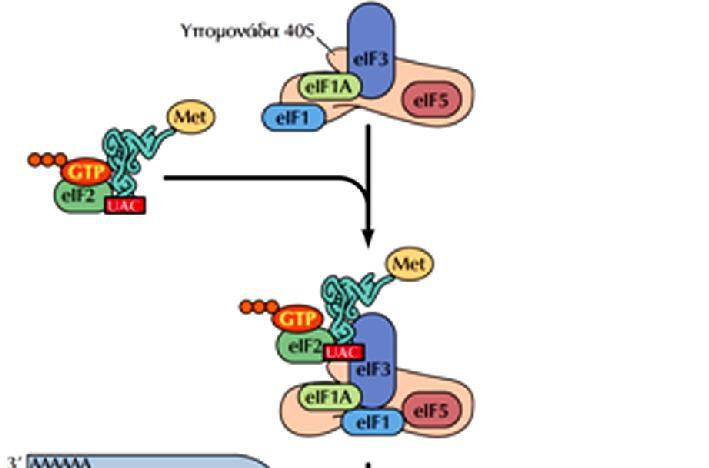 Υπομονάδα 40S
eIF3
eIF1A
eIF5
eIF1
Met
GTP
eIF2
UAC
Met
GTP
eIF2
UAC
eIF3
eIF1A
eIF5
eIF1
3′ AAAAAA